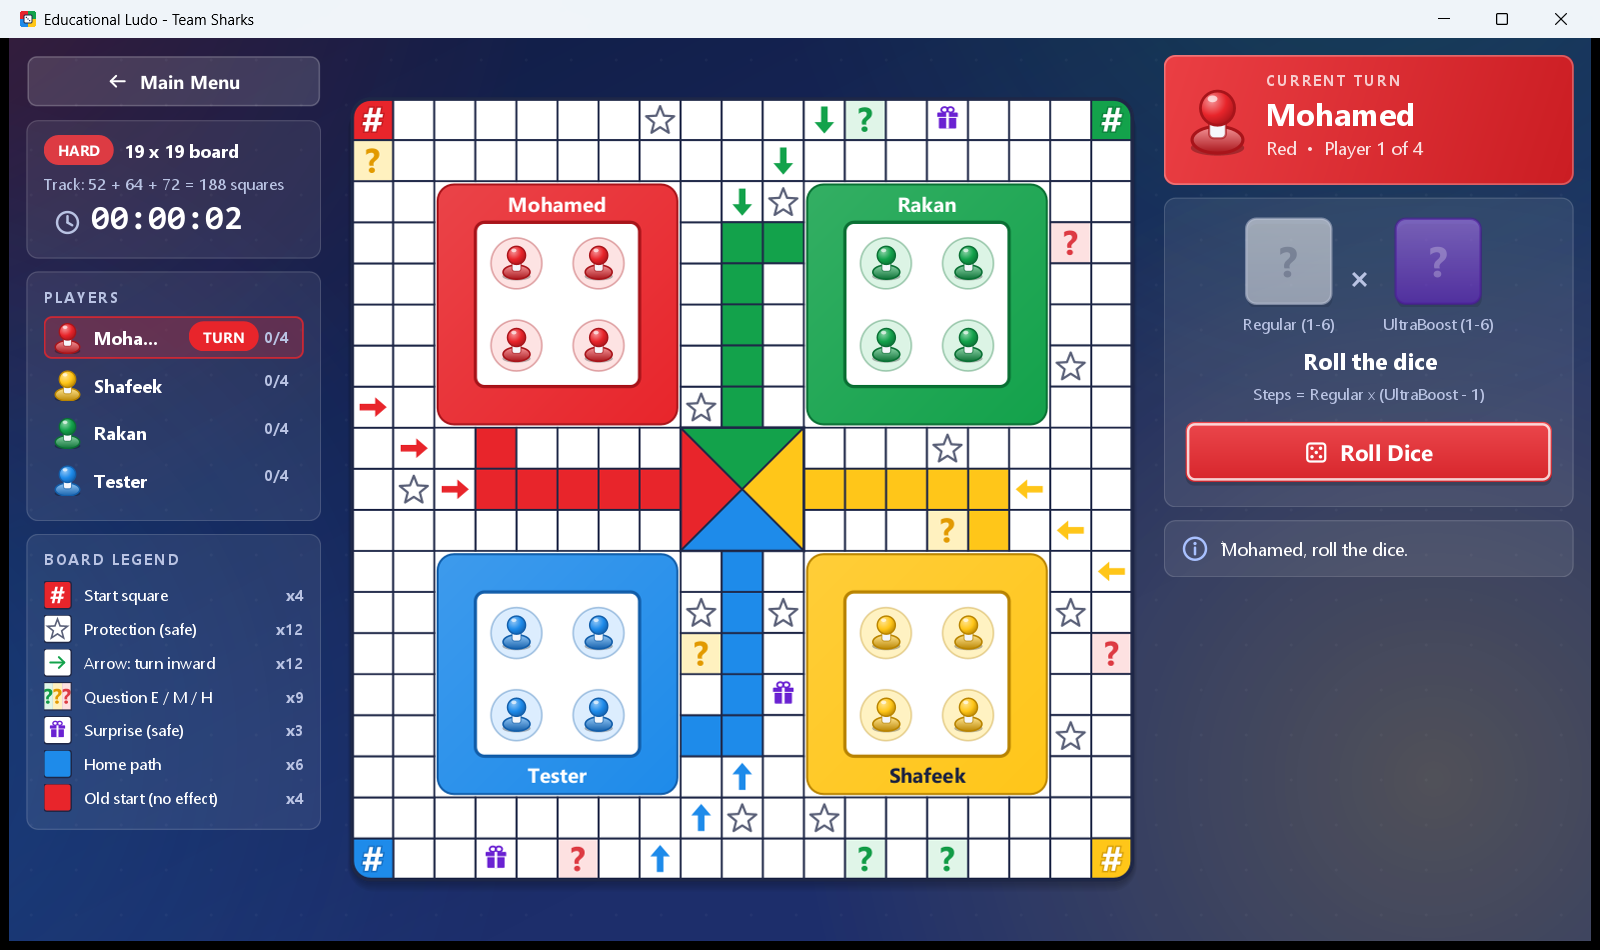 Educational Ludo - Team Sharks
← Main Menu
HARD 19 x 19 board
Track: 52 + 64 + 72 = 188 squares
00:00:02
PLAYERS
Moha... TURN 0/4
Shafeek 0/4
Rakan 0/4
Tester 0/4
BOARD LEGEND
# Start square x4
Protection (safe) x12
Arrow: turn inward x12
??? Question E / M / H x9
Surprise (safe) x3
Home path x6
Old start (no effect) x4
# ? #
?
Mohamed Rakan
?
?
? ?
Tester Shafeek
# ? ? ? #
CURRENT TURN
Mohamed
Red • Player 1 of 4
? × ?
Regular (1-6) UltraBoost (1-6)
Roll the dice
Steps = Regular x (UltraBoost - 1)
Roll Dice
Mohamed, roll the dice.